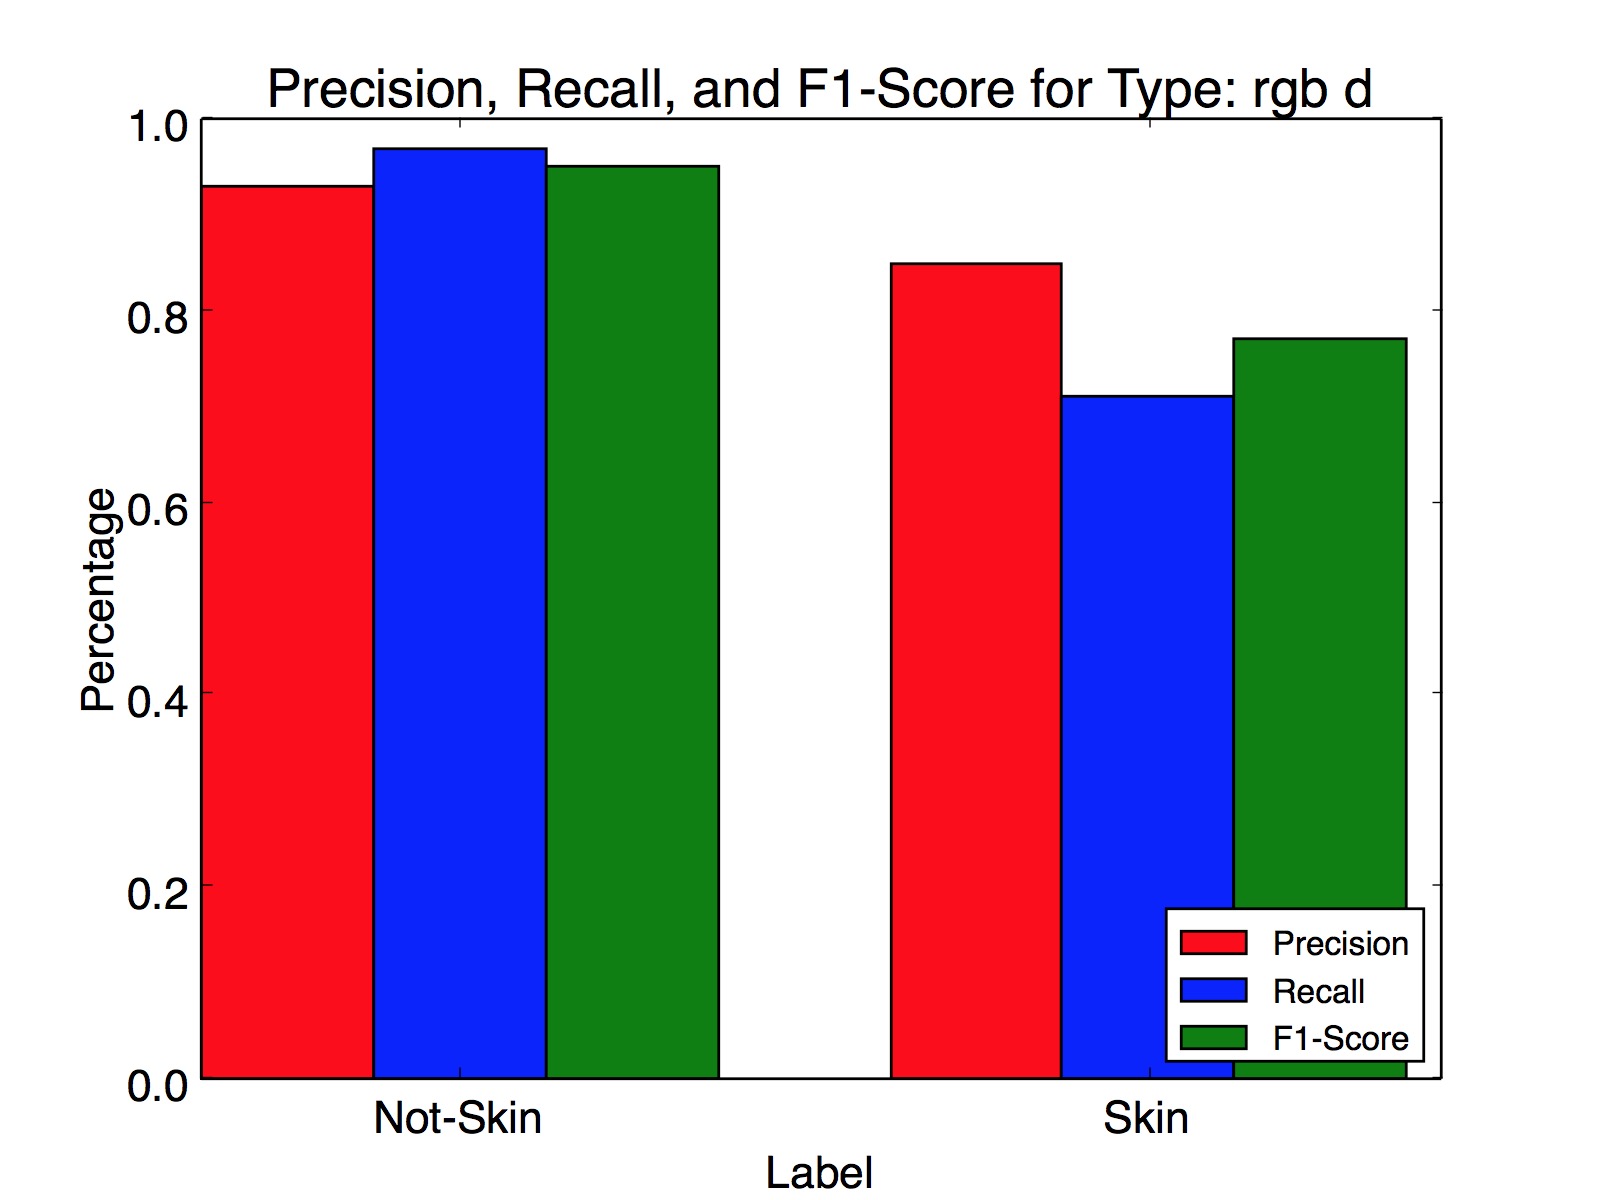 Precision, Recall, and F1-Score for Type: rgb d
1.0
0.8
0.6
0.4
0.2
0.0
Percentage
Not-Skin
Skin
Label
Precision
Recall
F1-Score